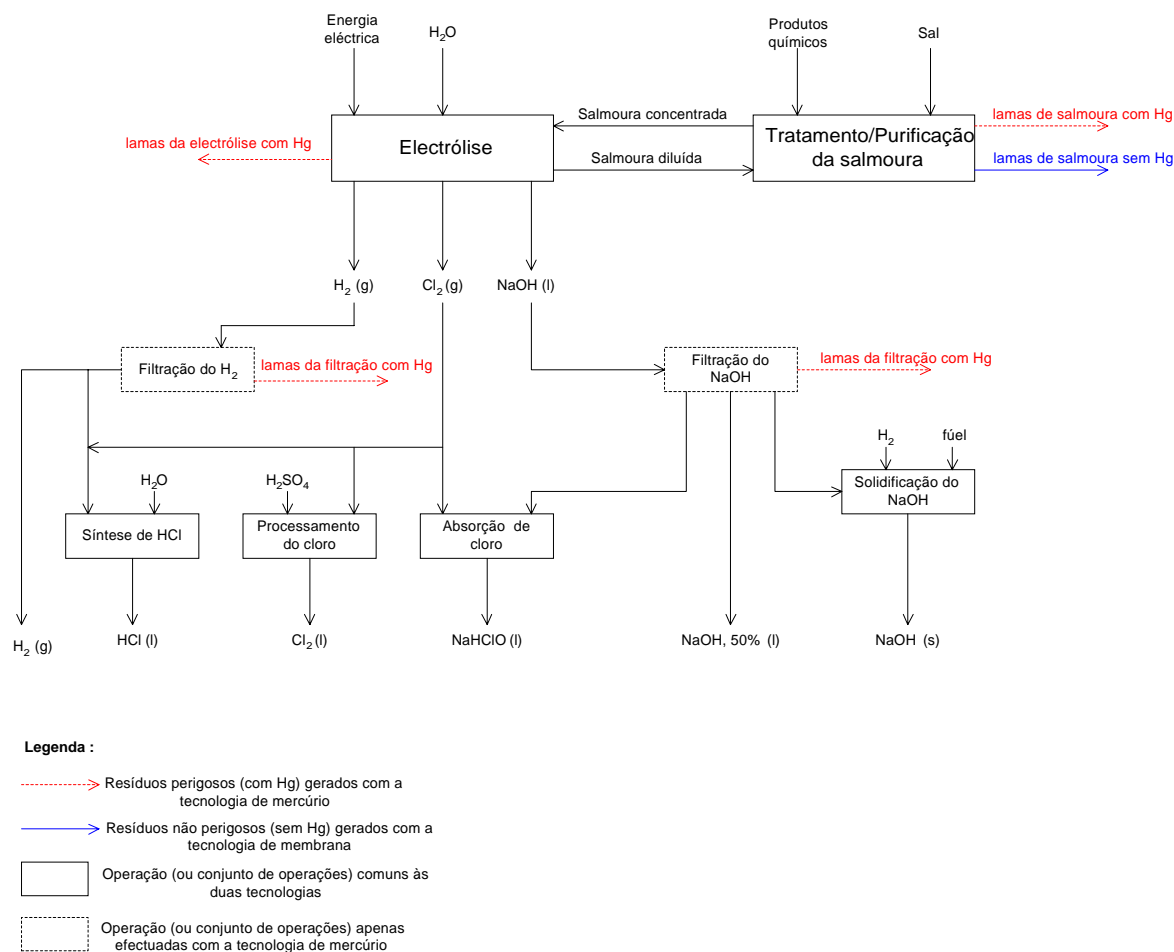 Energia
eléctrica
H₂O
Produtos
químicos
Sal
lamas da electrólise com Hg
Electrólise
Salmoura concentrada
Salmoura diluída
Tratamento/Purificação
da salmoura
lamas de salmoura com Hg
lamas de salmoura sem Hg
H₂ (g)
Cl₂ (g)
NaOH (l)
Filtração do H₂
lamas da filtração com Hg
Filtração do
NaOH
lamas da filtração com Hg
H₂
fúel
Solidificação do
NaOH
H₂O
H₂SO₄
Síntese de HCl
Processamento
do cloro
Absorção de
cloro
H₂ (g)
HCl (l)
Cl₂ (l)
NaHClO (l)
NaOH, 50% (l)
NaOH (s)
Legenda :
Resíduos perigosos (com Hg) gerados com a
tecnologia de mercúrio
Resíduos não perigosos (sem Hg) gerados com a
tecnologia de membrana
Operação (ou conjunto de operações) comuns às
duas tecnologias
Operação (ou conjunto de operações) apenas
efectuadas com a tecnologia de mercúrio